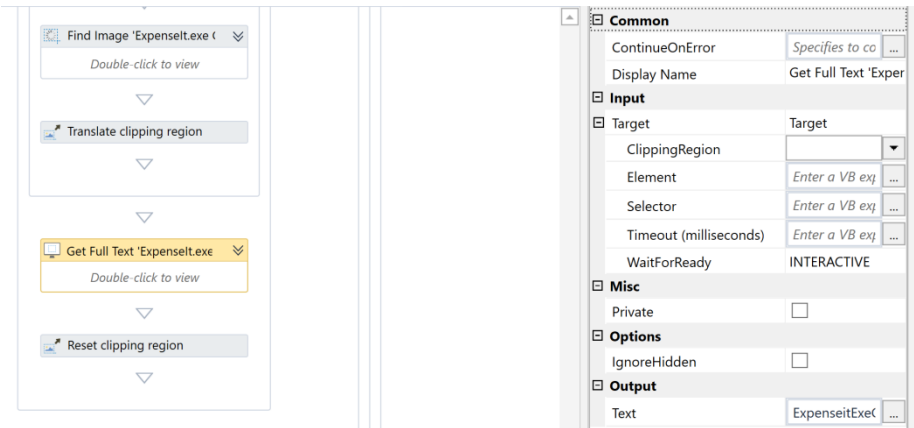 Find Image 'ExpenseIt.exe (
Double-click to view
Translate clipping region
Get Full Text 'ExpenseIt.exe
Double-click to view
Reset clipping region
Common
ContinueOnError Specifies to co ...
Display Name Get Full Text 'Exper
Input
Target Target
ClippingRegion
Element Enter a VB exp ...
Selector Enter a VB exp ...
Timeout (milliseconds) Enter a VB exp ...
WaitForReady INTERACTIVE
Misc
Private
Options
IgnoreHidden
Output
Text ExpenseitExeC ...